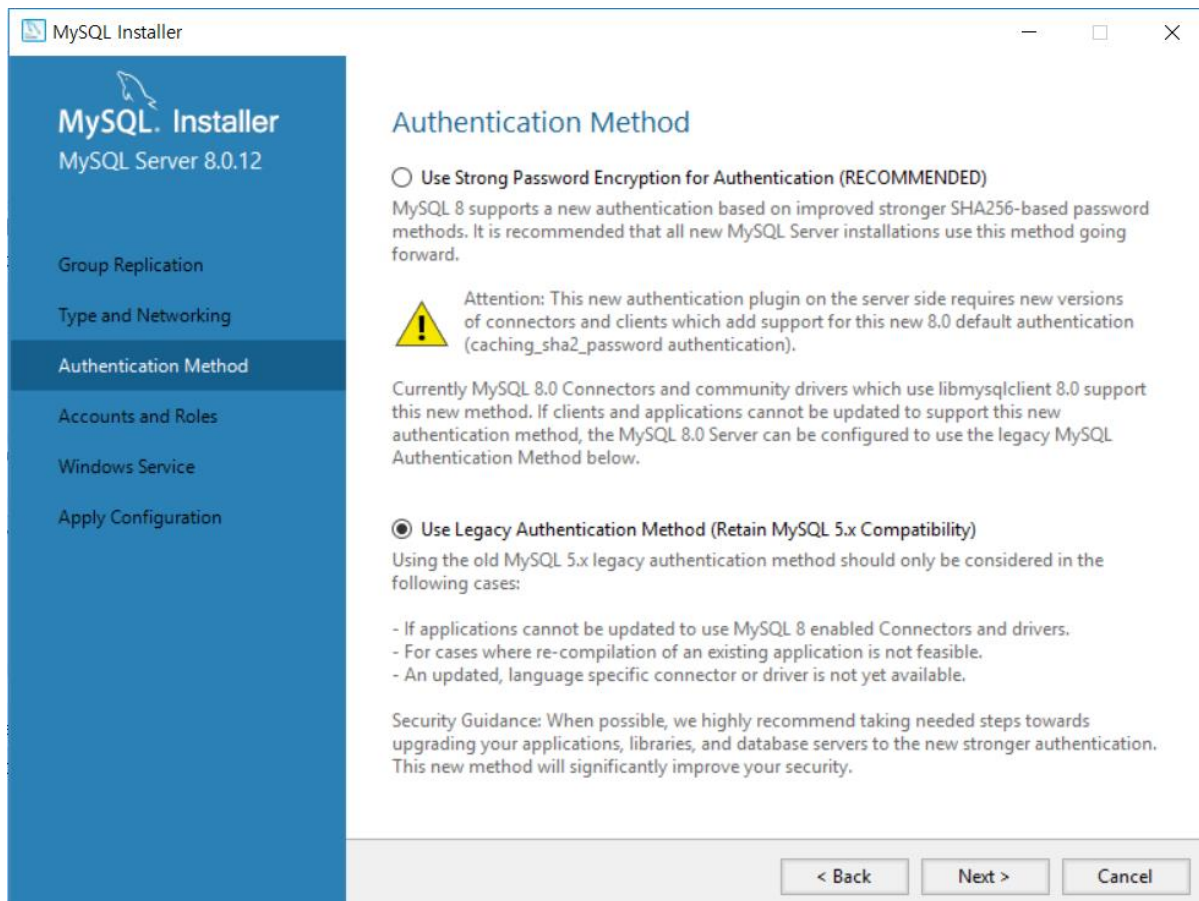 MySQL Installer
MySQL. Installer
MySQL Server 8.0.12
Group Replication
Type and Networking
Authentication Method
Accounts and Roles
Windows Service
Apply Configuration
Authentication Method
Use Strong Password Encryption for Authentication (RECOMMENDED)
MySQL 8 supports a new authentication based on improved stronger SHA256-based password
methods. It is recommended that all new MySQL Server installations use this method going
forward.
Attention: This new authentication plugin on the server side requires new versions
of connectors and clients which add support for this new 8.0 default authentication
(caching_sha2_password authentication).
Currently MySQL 8.0 Connectors and community drivers which use libmysqlclient 8.0 support
this new method. If clients and applications cannot be updated to support this new
authentication method, the MySQL 8.0 Server can be configured to use the legacy MySQL
Authentication Method below.
Use Legacy Authentication Method (Retain MySQL 5.x Compatibility)
Using the old MySQL 5.x legacy authentication method should only be considered in the
following cases:
- If applications cannot be updated to use MySQL 8 enabled Connectors and drivers.
- For cases where re-compilation of an existing application is not feasible.
- An updated, language specific connector or driver is not yet available.
Security Guidance: When possible, we highly recommend taking needed steps towards
upgrading your applications, libraries, and database servers to the new stronger authentication.
This new method will significantly improve your security.
< Back
Next >
Cancel